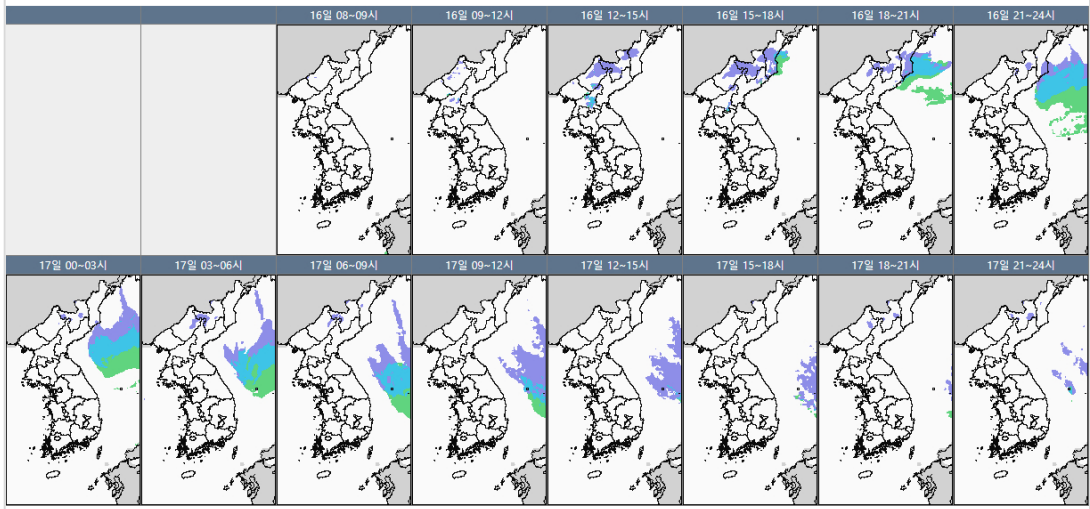 16일 08~09시
16일 09~12시
16일 12~15시
16일 15~18시
16일 18~21시
16일 21~24시
17일 00~03시
17일 03~06시
17일 06~09시
17일 09~12시
17일 12~15시
17일 15~18시
17일 18~21시
17일 21~24시